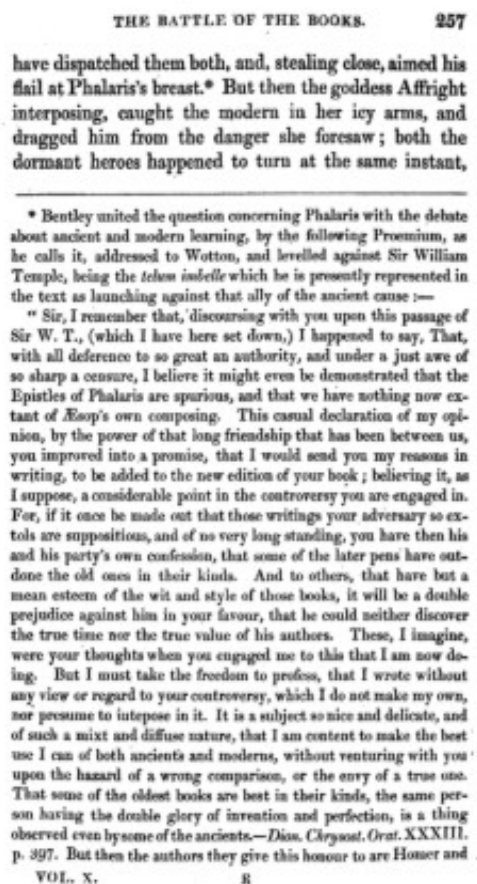 THE BATTLE OF THE BOOKS. 257
have dispatched them both, and, stealing close, aimed his
flail at Phalaris's breast.* But then the goddess Affright
interposing, caught the modern in her icy arms, and
dragged him from the danger she foresaw; both the
dormant heroes happened to turn at the same instant,
* Bentley united the question concerning Phalaris with the debate
about ancient and modern learning, by the following Proemium, as
he calls it, addressed to Wotton, and levelled against Sir William
Temple, being the telum imbelle which he is presently represented in
the text as launching against that ally of the ancient cause :—
" Sir, I remember that, discoursing with you upon this passage of
Sir W. T., (which I have here set down,) I happened to say, That,
with all deference to so great an authority, and under a just awe of
so sharp a censure, I believe it might even be demonstrated that the
Epistles of Phalaris are spurious, and that we have nothing now ex-
tant of Æsop's own composing. This casual declaration of my opi-
nion, by the power of that long friendship that has been between us,
you improved into a promise, that I would send you my reasons in
writing, to be added to the new edition of your book ; believing it, as
I suppose, a considerable point in the controversy you are engaged in.
For, if it once be made out that those writings your adversary so ex-
tols are supposititious, and of no very long standing, you have then his
and his party's own confession, that some of the later pens have out-
done the old ones in their kinds. And to others, that have but a
mean esteem of the wit and style of those books, it will be a double
prejudice against him in your favour, that he could neither discover
the true time nor the true value of his authors. These, I imagine,
were your thoughts when you engaged me to this that I am now do-
ing. But I must take the freedom to profess, that I wrote without
any view or regard to your controversy, which I do not make my own,
nor presume to intepose in it. It is a subject so nice and delicate, and
of such a mixt and diffuse nature, that I am content to make the best
use I can of both ancients and moderns, without venturing with you
upon the hazard of a wrong comparison, or the envy of a true one.
That some of the oldest books are best in their kinds, the same per-
son having the double glory of invention and perfection, is a thing
observed even by some of the ancients.—Dion. Chrysost. Orat. XXXIII.
p. 397. But then the authors they give this honour to are Homer and
VOL. X. R